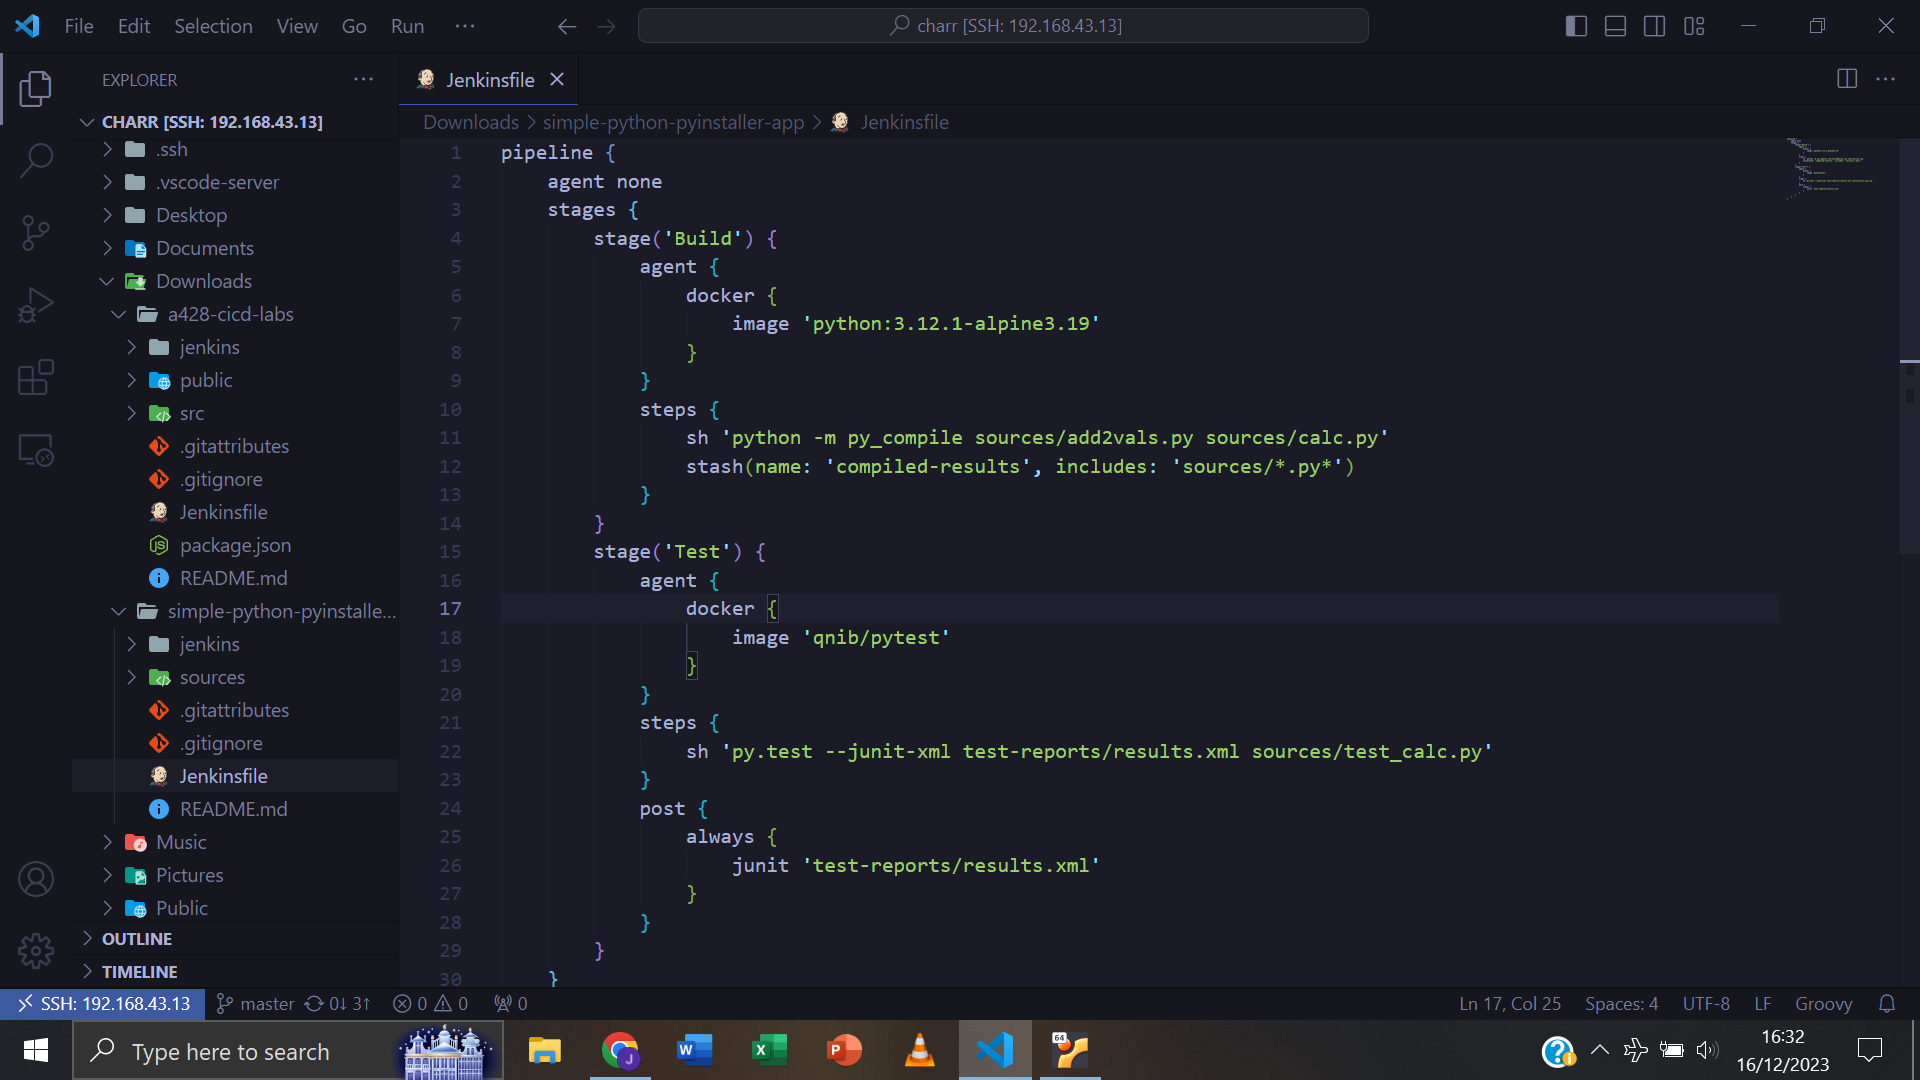 File Edit Selection View Go Run ···
charr [SSH: 192.168.43.13]
EXPLORER
CHARR [SSH: 192.168.43.13]
.ssh
.vscode-server
Desktop
Documents
Downloads
a428-cicd-labs
jenkins
public
src
.gitattributes
.gitignore
Jenkinsfile
package.json
README.md
simple-python-pyinstalle...
jenkins
sources
.gitattributes
.gitignore
Jenkinsfile
README.md
Music
Pictures
Public
OUTLINE
TIMELINE
Jenkinsfile
Downloads > simple-python-pyinstaller-app > Jenkinsfile
1 pipeline {
2 agent none
3 stages {
4 stage('Build') {
5 agent {
6 docker {
7 image 'python:3.12.1-alpine3.19'
8 }
9 }
10 steps {
11 sh 'python -m py_compile sources/add2vals.py sources/calc.py'
12 stash(name: 'compiled-results', includes: 'sources/*.py*')
13 }
14 }
15 stage('Test') {
16 agent {
17 docker {
18 image 'qnib/pytest'
19 }
20 }
21 steps {
22 sh 'py.test --junit-xml test-reports/results.xml sources/test_calc.py'
23 }
24 post {
25 always {
26 junit 'test-reports/results.xml'
27 }
28 }
29 }
30 }
SSH: 192.168.43.13 master 0↓ 3↑ 0 0 0 Ln 17, Col 25 Spaces: 4 UTF-8 LF Groovy
Type here to search
J
W
X
P
64
16:32
16/12/2023